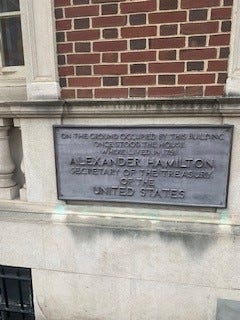 ON THE GROUND OCCUPIED BY THIS BUILDING
ONCE STOOD THE HOUSE
WHERE LIVED IN 1791
ALEXANDER HAMILTON
SECRETARY OF THE TREASURY
OF THE
UNITED STATES